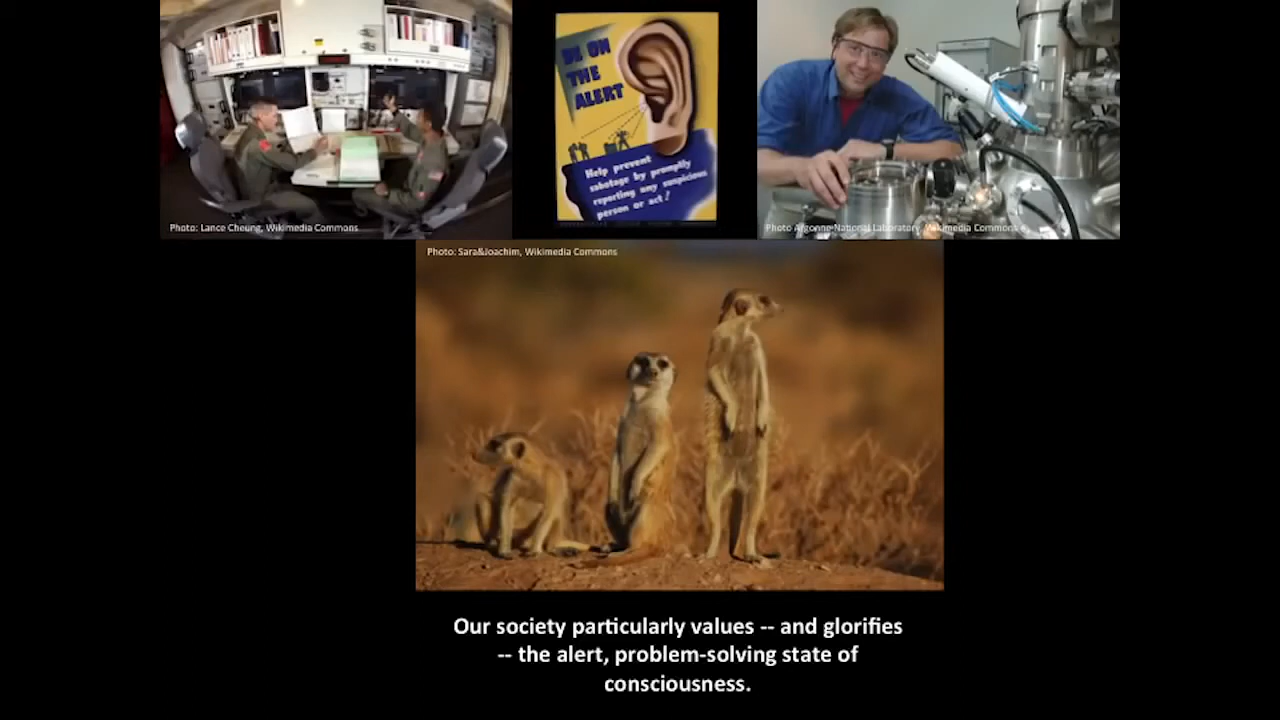 BE ON
THE
ALERT
Help prevent
sabotage by promptly
reporting any suspicious
person or act!
Photo: Lance Cheung, Wikimedia Commons
Photo Argonne National Laboratory, Wikimedia Commons
Photo: Sara&Joachim, Wikimedia Commons
Our society particularly values -- and glorifies
-- the alert, problem-solving state of
consciousness.